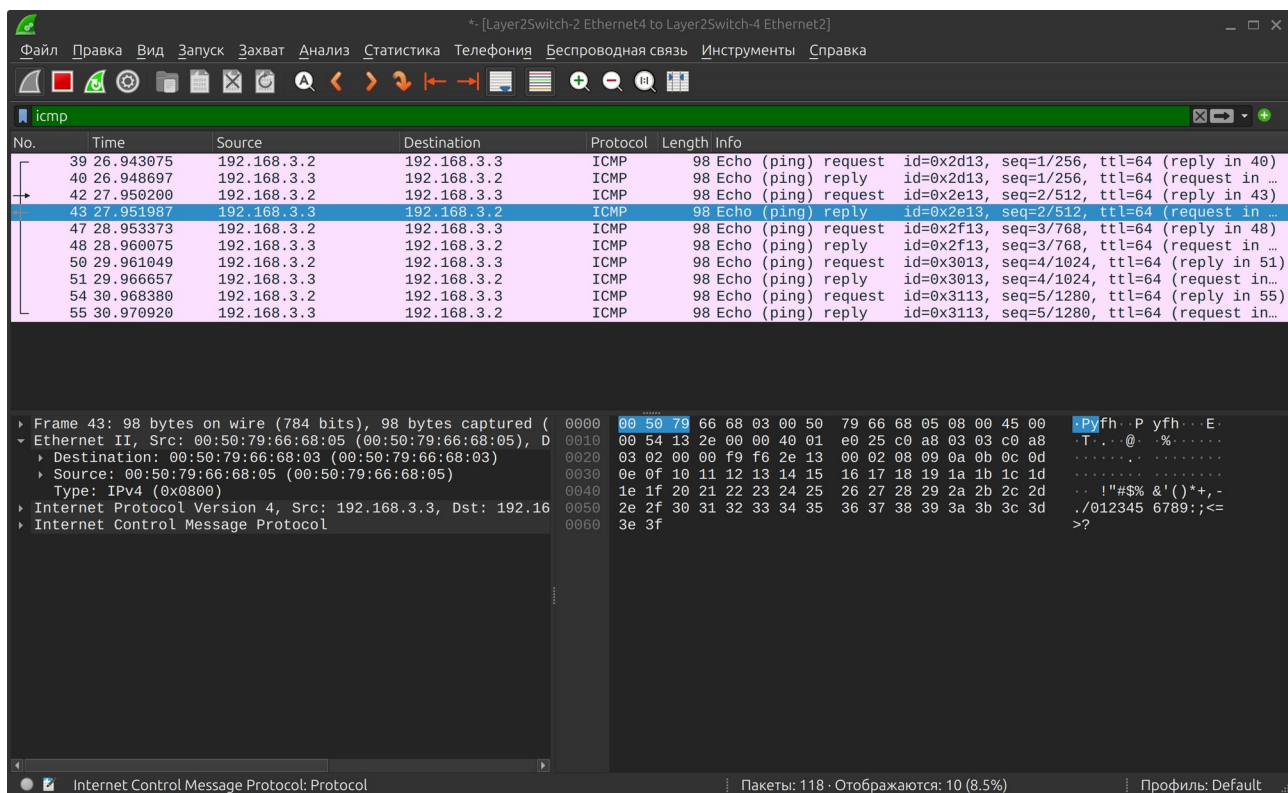 *- [Layer2Switch-2 Ethernet4 to Layer2Switch-4 Ethernet2]
Файл Правка Вид Запуск Захват Анализ Статистика Телефония Беспроводная связь Инструменты Справка
icmp
No. Time Source Destination Protocol Length Info
39 26.943075 192.168.3.2 192.168.3.3 ICMP 98 Echo (ping) request id=0x2d13, seq=1/256, ttl=64 (reply in 40)
40 26.948697 192.168.3.3 192.168.3.2 ICMP 98 Echo (ping) reply id=0x2d13, seq=1/256, ttl=64 (request in …
42 27.950200 192.168.3.2 192.168.3.3 ICMP 98 Echo (ping) request id=0x2e13, seq=2/512, ttl=64 (reply in 43)
43 27.951987 192.168.3.3 192.168.3.2 ICMP 98 Echo (ping) reply id=0x2e13, seq=2/512, ttl=64 (request in …
47 28.953373 192.168.3.2 192.168.3.3 ICMP 98 Echo (ping) request id=0x2f13, seq=3/768, ttl=64 (reply in 48)
48 28.960075 192.168.3.3 192.168.3.2 ICMP 98 Echo (ping) reply id=0x2f13, seq=3/768, ttl=64 (request in …
50 29.961049 192.168.3.2 192.168.3.3 ICMP 98 Echo (ping) request id=0x3013, seq=4/1024, ttl=64 (reply in 51)
51 29.966657 192.168.3.3 192.168.3.2 ICMP 98 Echo (ping) reply id=0x3013, seq=4/1024, ttl=64 (request in…
54 30.968380 192.168.3.2 192.168.3.3 ICMP 98 Echo (ping) request id=0x3113, seq=5/1280, ttl=64 (reply in 55)
55 30.970920 192.168.3.3 192.168.3.2 ICMP 98 Echo (ping) reply id=0x3113, seq=5/1280, ttl=64 (request in…
Frame 43: 98 bytes on wire (784 bits), 98 bytes captured (
Ethernet II, Src: 00:50:79:66:68:05 (00:50:79:66:68:05), D
Destination: 00:50:79:66:68:03 (00:50:79:66:68:03)
Source: 00:50:79:66:68:05 (00:50:79:66:68:05)
Type: IPv4 (0x0800)
Internet Protocol Version 4, Src: 192.168.3.3, Dst: 192.16
Internet Control Message Protocol
0000 00 50 79 66 68 03 00 50 79 66 68 05 08 00 45 00 ·Pyfh··P yfh···E·
0010 00 54 13 2e 00 00 40 01 e0 25 c0 a8 03 03 c0 a8 ·T·.··@· ·%······
0020 03 02 00 00 f9 f6 2e 13 00 02 08 09 0a 0b 0c 0d ······.· ········
0030 0e 0f 10 11 12 13 14 15 16 17 18 19 1a 1b 1c 1d ········ ········
0040 1e 1f 20 21 22 23 24 25 26 27 28 29 2a 2b 2c 2d ·· !"#$% &'()*+,-
0050 2e 2f 30 31 32 33 34 35 36 37 38 39 3a 3b 3c 3d ./012345 6789:;<=
0060 3e 3f >?
Internet Control Message Protocol: Protocol Пакеты: 118 · Отображаются: 10 (8.5%) Профиль: Default